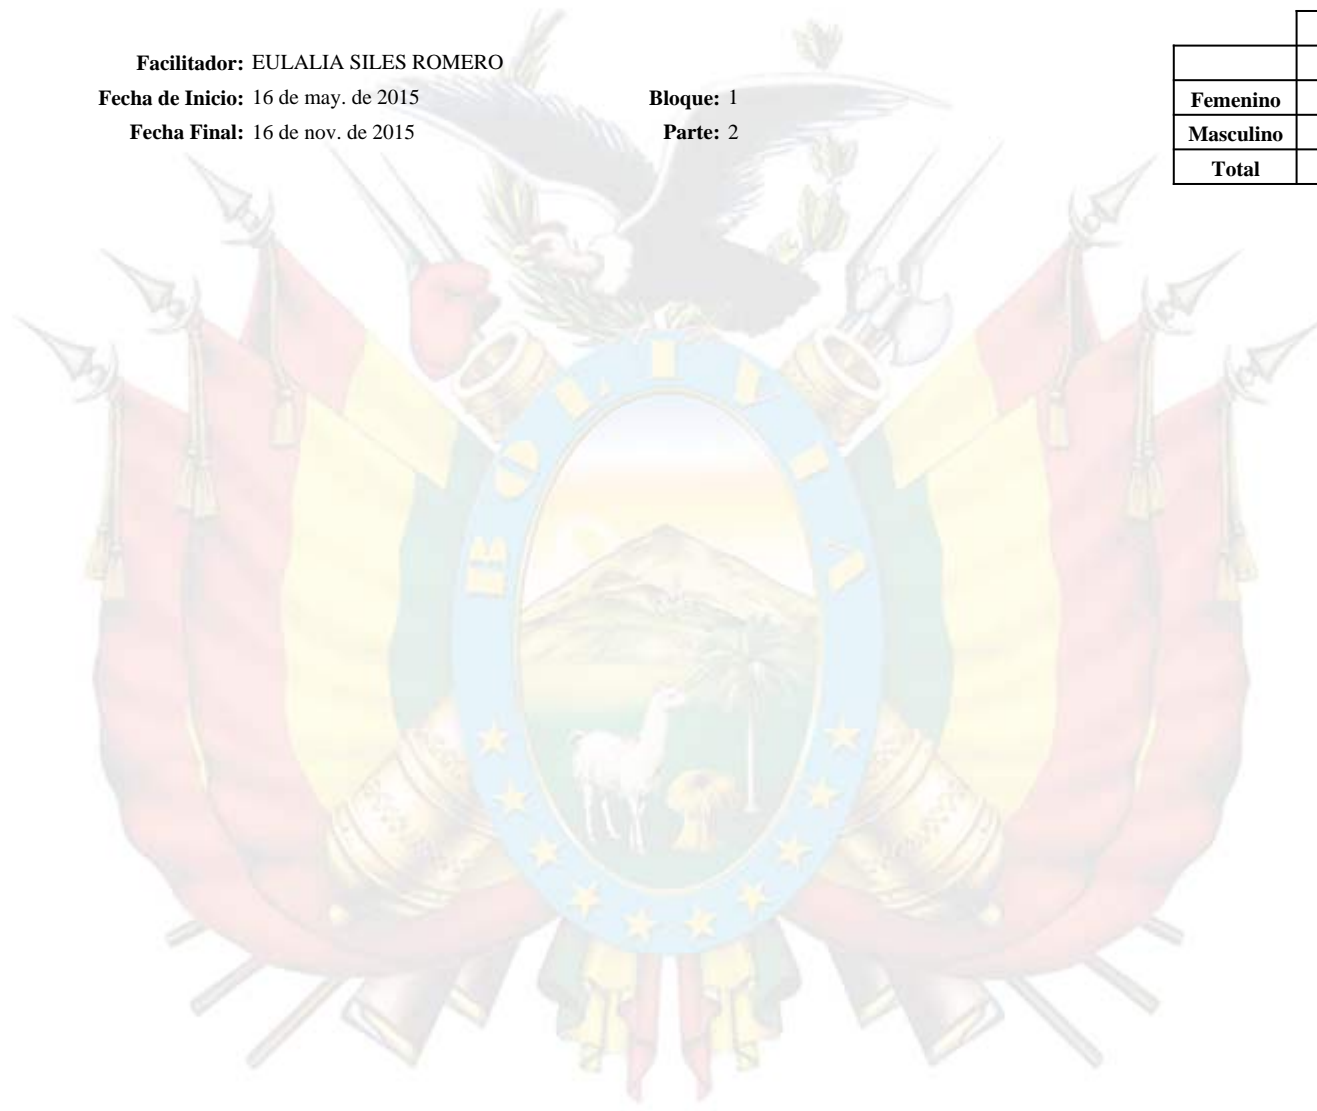 Facilitador: EULALIA SILES ROMERO
Fecha de Inicio: 16 de may. de 2015 Bloque: 1
Fecha Final: 16 de nov. de 2015 Parte: 2
Femenino
Masculino
Total
BOLIVIA